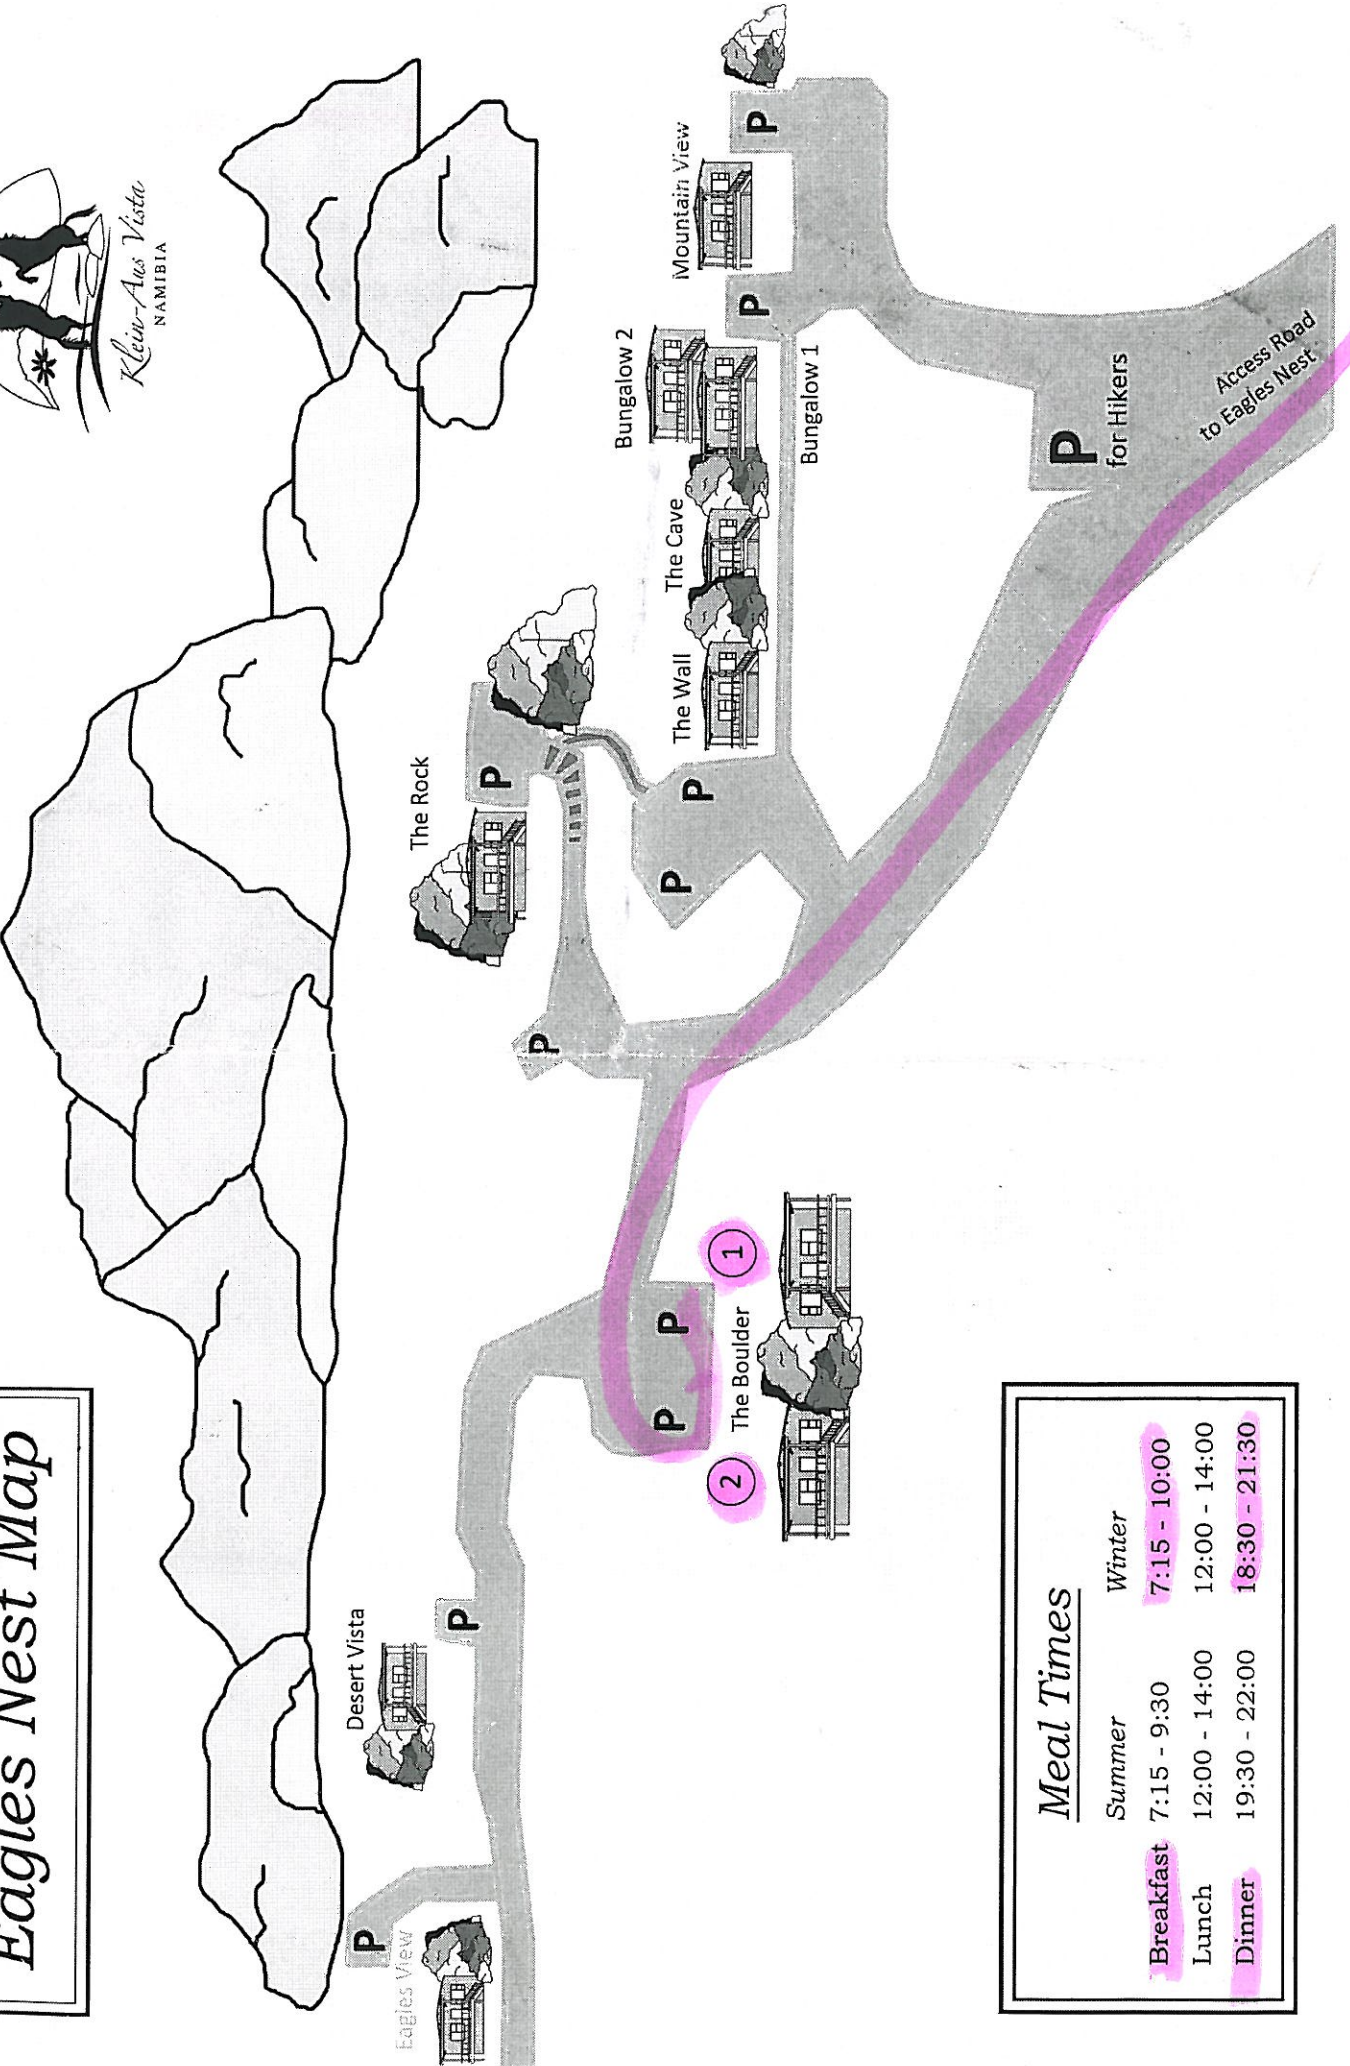 Eagles Nest Map
Klein-Aus Vista
NAMIBIA
Eagles View
P
Desert Vista
P
The Rock
P
P
The Wall
The Cave
Bungalow 2
Bungalow 1
Mountain View
P
P
P
P
P
P
2
The Boulder
1
P
for Hikers
Access Road
to Eagles Nest
Meal Times
Summer Winter
Breakfast 7:15 - 9:30 7:15 - 10:00
Lunch 12:00 - 14:00 12:00 - 14:00
Dinner 19:30 - 22:00 18:30 - 21:30